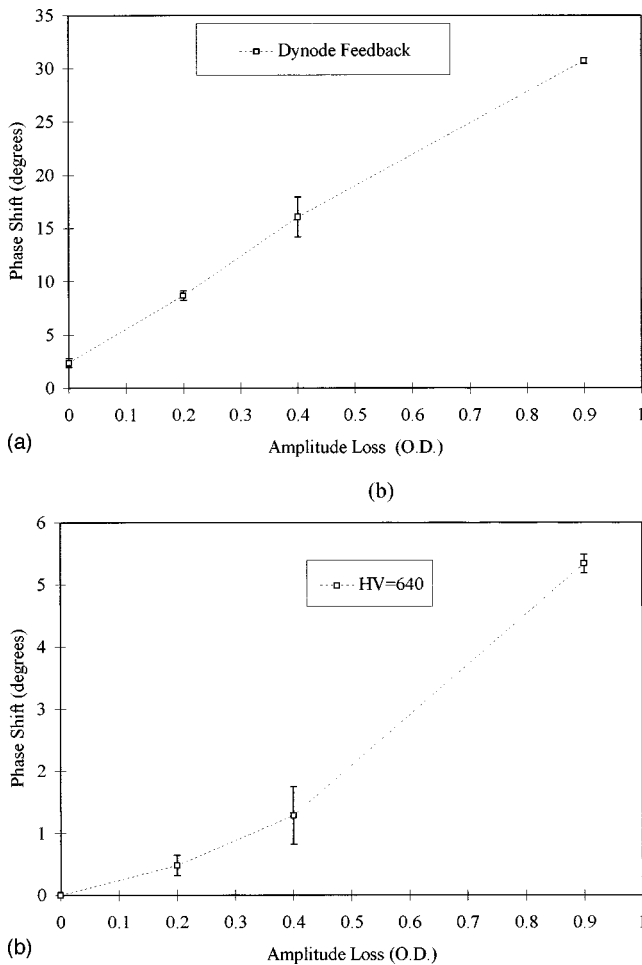 35
30
25
20
15
10
5
0
Phase Shift (degrees)
Dynode Feedback
0 0.1 0.2 0.3 0.4 0.5 0.6 0.7 0.8 0.9 1
Amplitude Loss (O.D.)
(a)
(b)
6
5
4
3
2
1
0
Phase Shift (degrees)
HV=640
0 0.1 0.2 0.3 0.4 0.5 0.6 0.7 0.8 0.9 1
Amplitude Loss (O.D.)
(b)